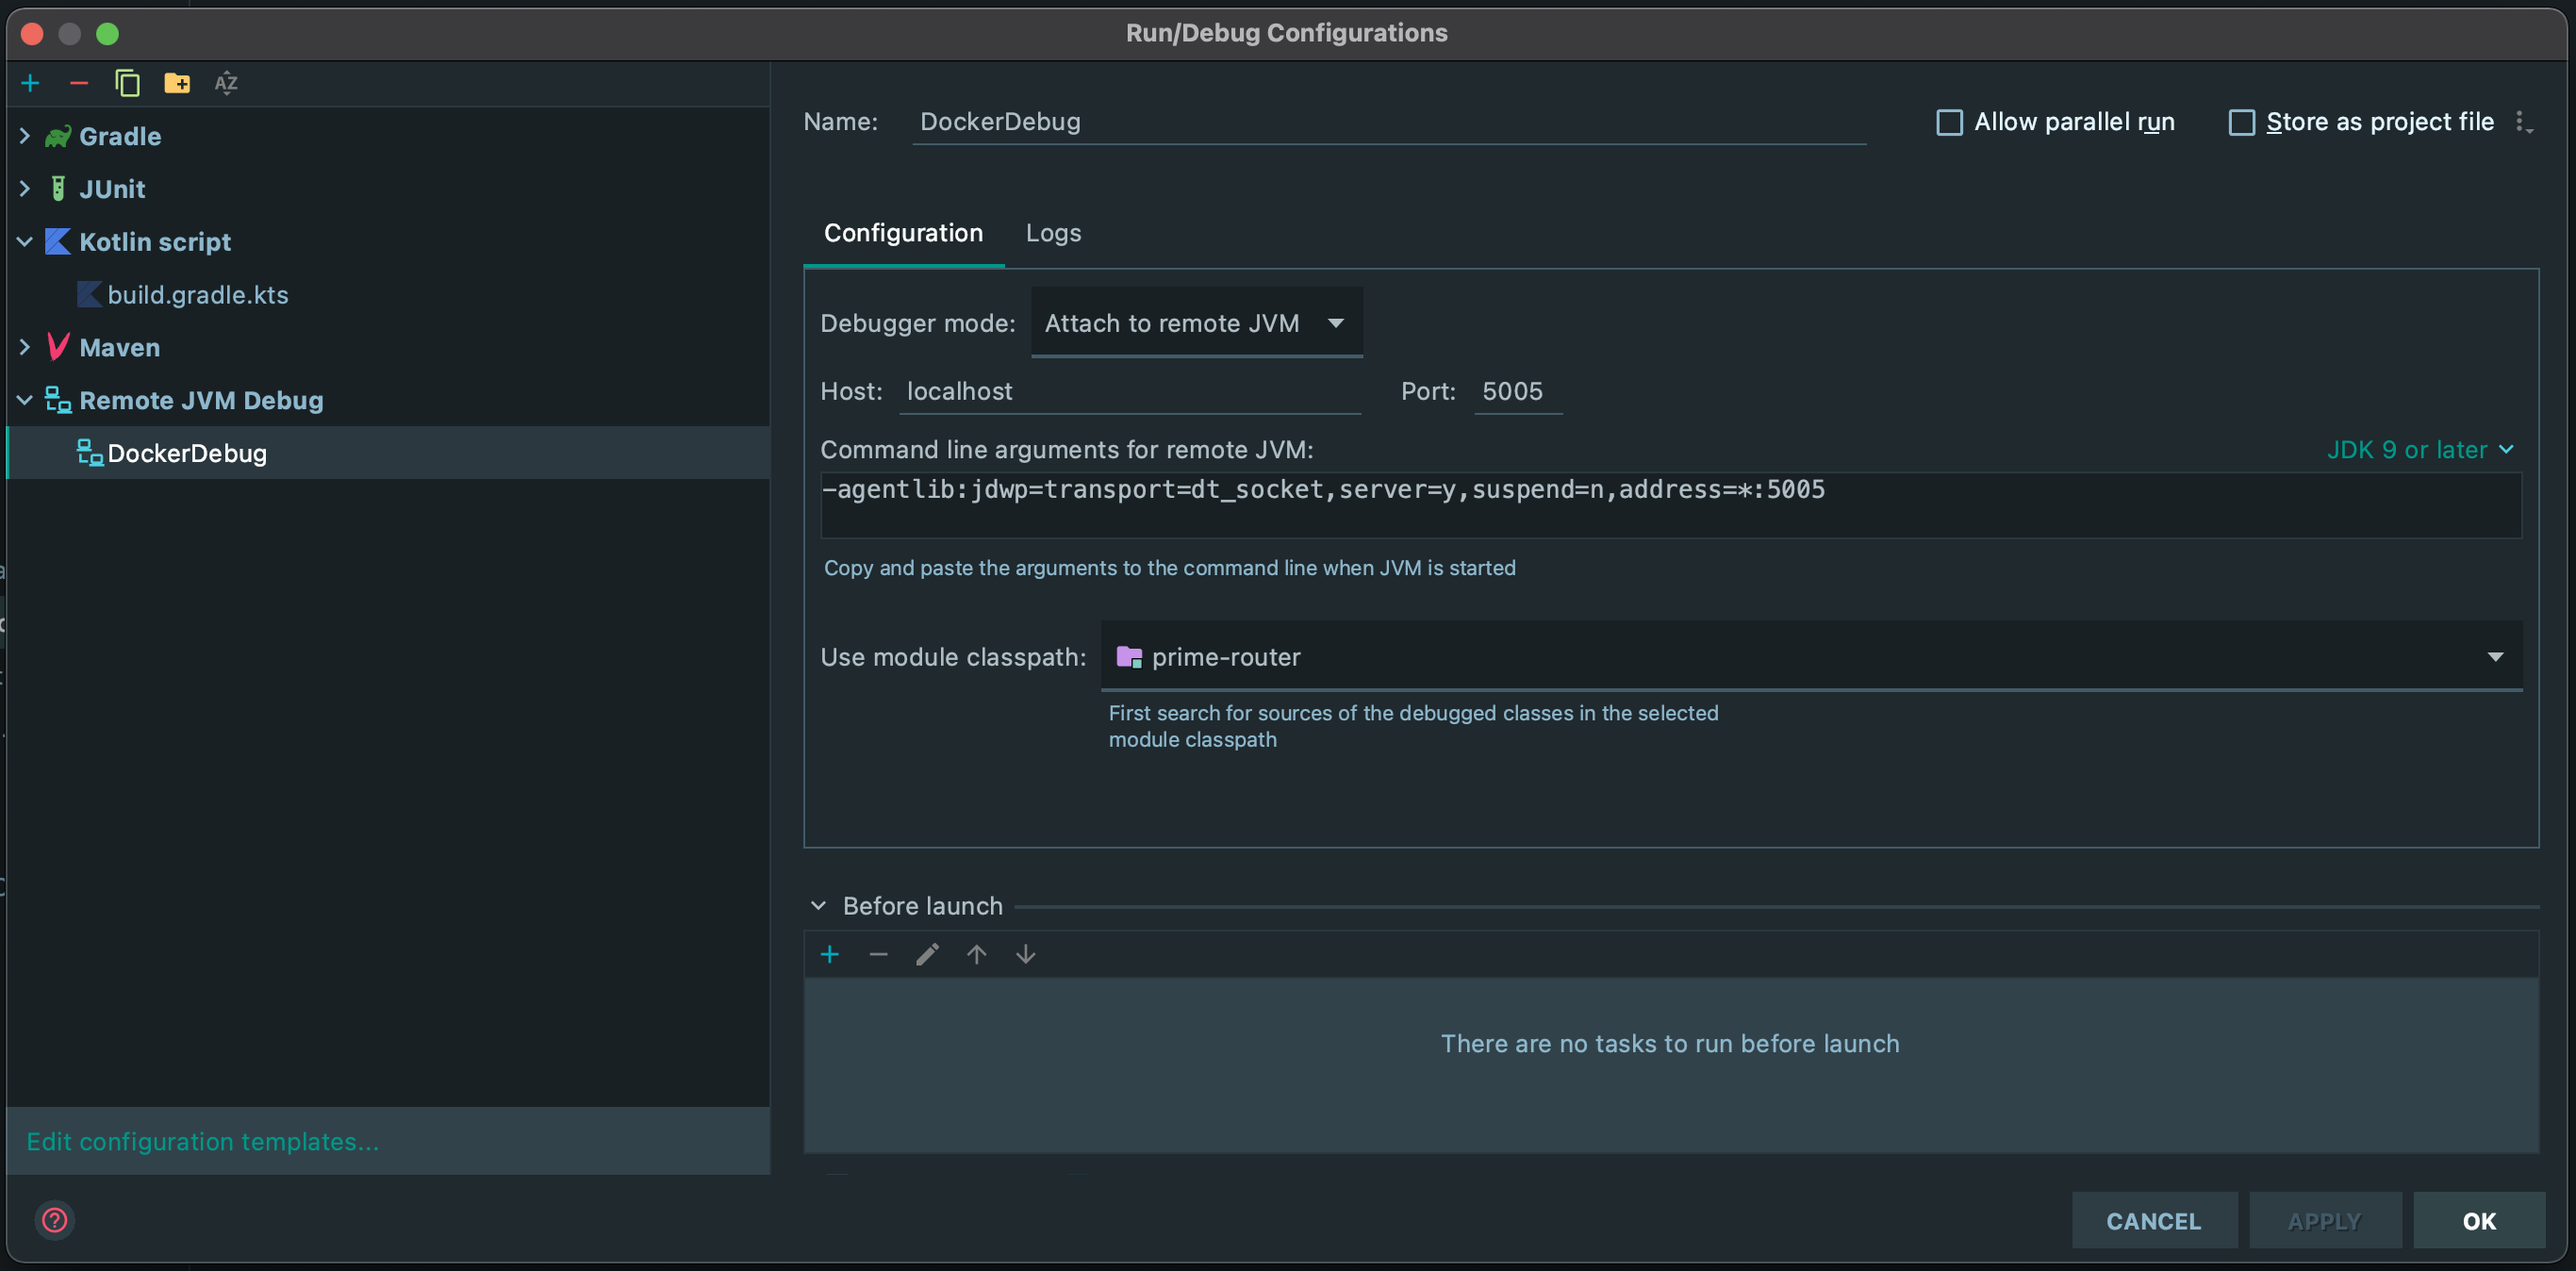 Run/Debug Configurations
Gradle
JUnit
Kotlin script
build.gradle.kts
Maven
Remote JVM Debug
DockerDebug
Edit configuration templates...
Name: DockerDebug
Allow parallel run
Store as project file
Configuration
Logs
Debugger mode: Attach to remote JVM
Host: localhost
Port: 5005
Command line arguments for remote JVM:
JDK 9 or later
-agentlib:jdwp=transport=dt_socket,server=y,suspend=n,address=*:5005
Copy and paste the arguments to the command line when JVM is started
Use module classpath: prime-router
First search for sources of the debugged classes in the selected
module classpath
Before launch
There are no tasks to run before launch
CANCEL
APPLY
OK